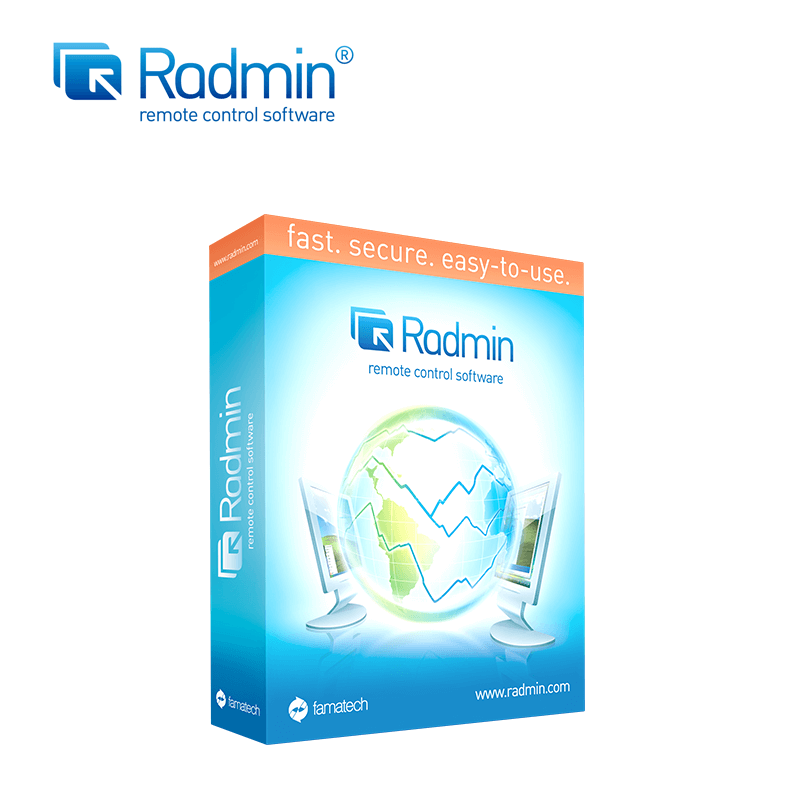 Radmin®
remote control software
www.radmin.com
fast. secure. easy-to-use.
Radmin
remote control software
Radmin
remote control software
www.radmin.com
famatech
famatech